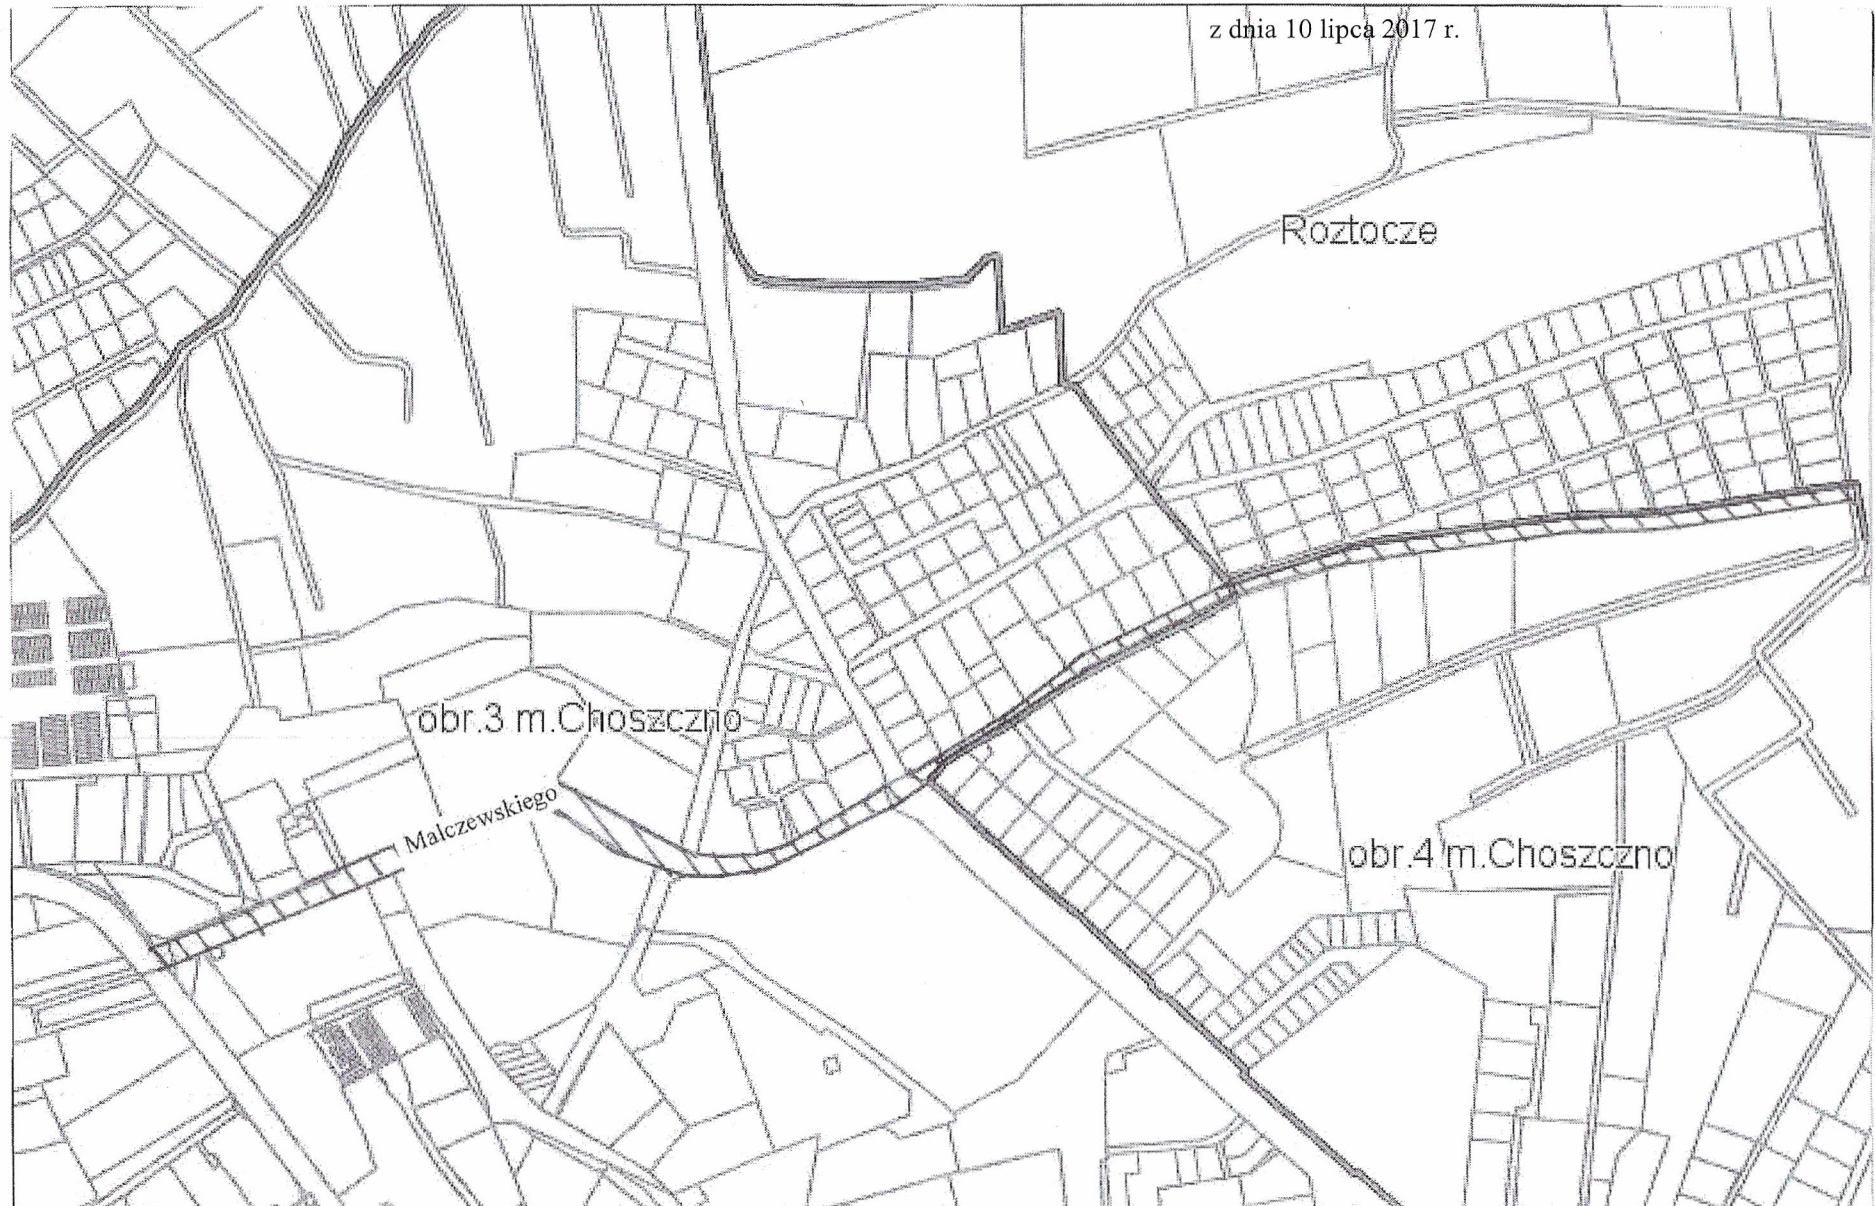 z dnia 10 lipca 2017 r.
Roztocze
obr.3 m.Choszczno
Malczewskiego
obr.4 m.Choszczno